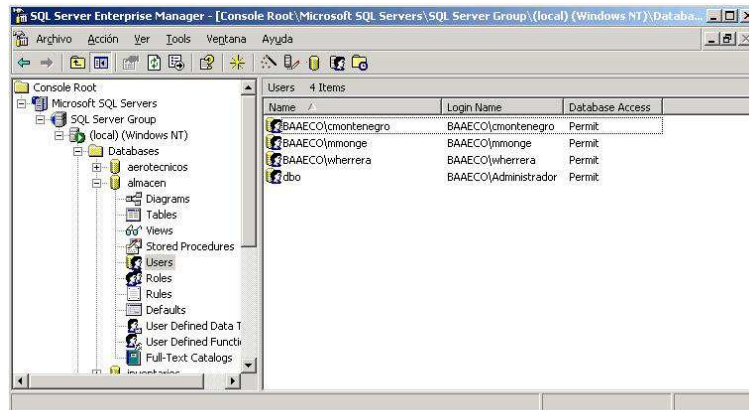 SQL Server Enterprise Manager - [Console Root\Microsoft SQL Servers\SQL Server Group\(local) (Windows NT)\Databa...
Archivo Acción Ver Tools Ventana Ayuda
Console Root
Microsoft SQL Servers
SQL Server Group
(local) (Windows NT)
Databases
aerotecnicos
almacen
Diagrams
Tables
Views
Stored Procedures
Users
Roles
Rules
Defaults
User Defined Data T
User Defined Functi
Full-Text Catalogs
inventarios
Users 4 Items
Name Login Name Database Access
BAAECO\cmontenegro BAAECO\cmontenegro Permit
BAAECO\mmonge BAAECO\mmonge Permit
BAAECO\wherrera BAAECO\wherrera Permit
dbo BAAECO\Administrador Permit